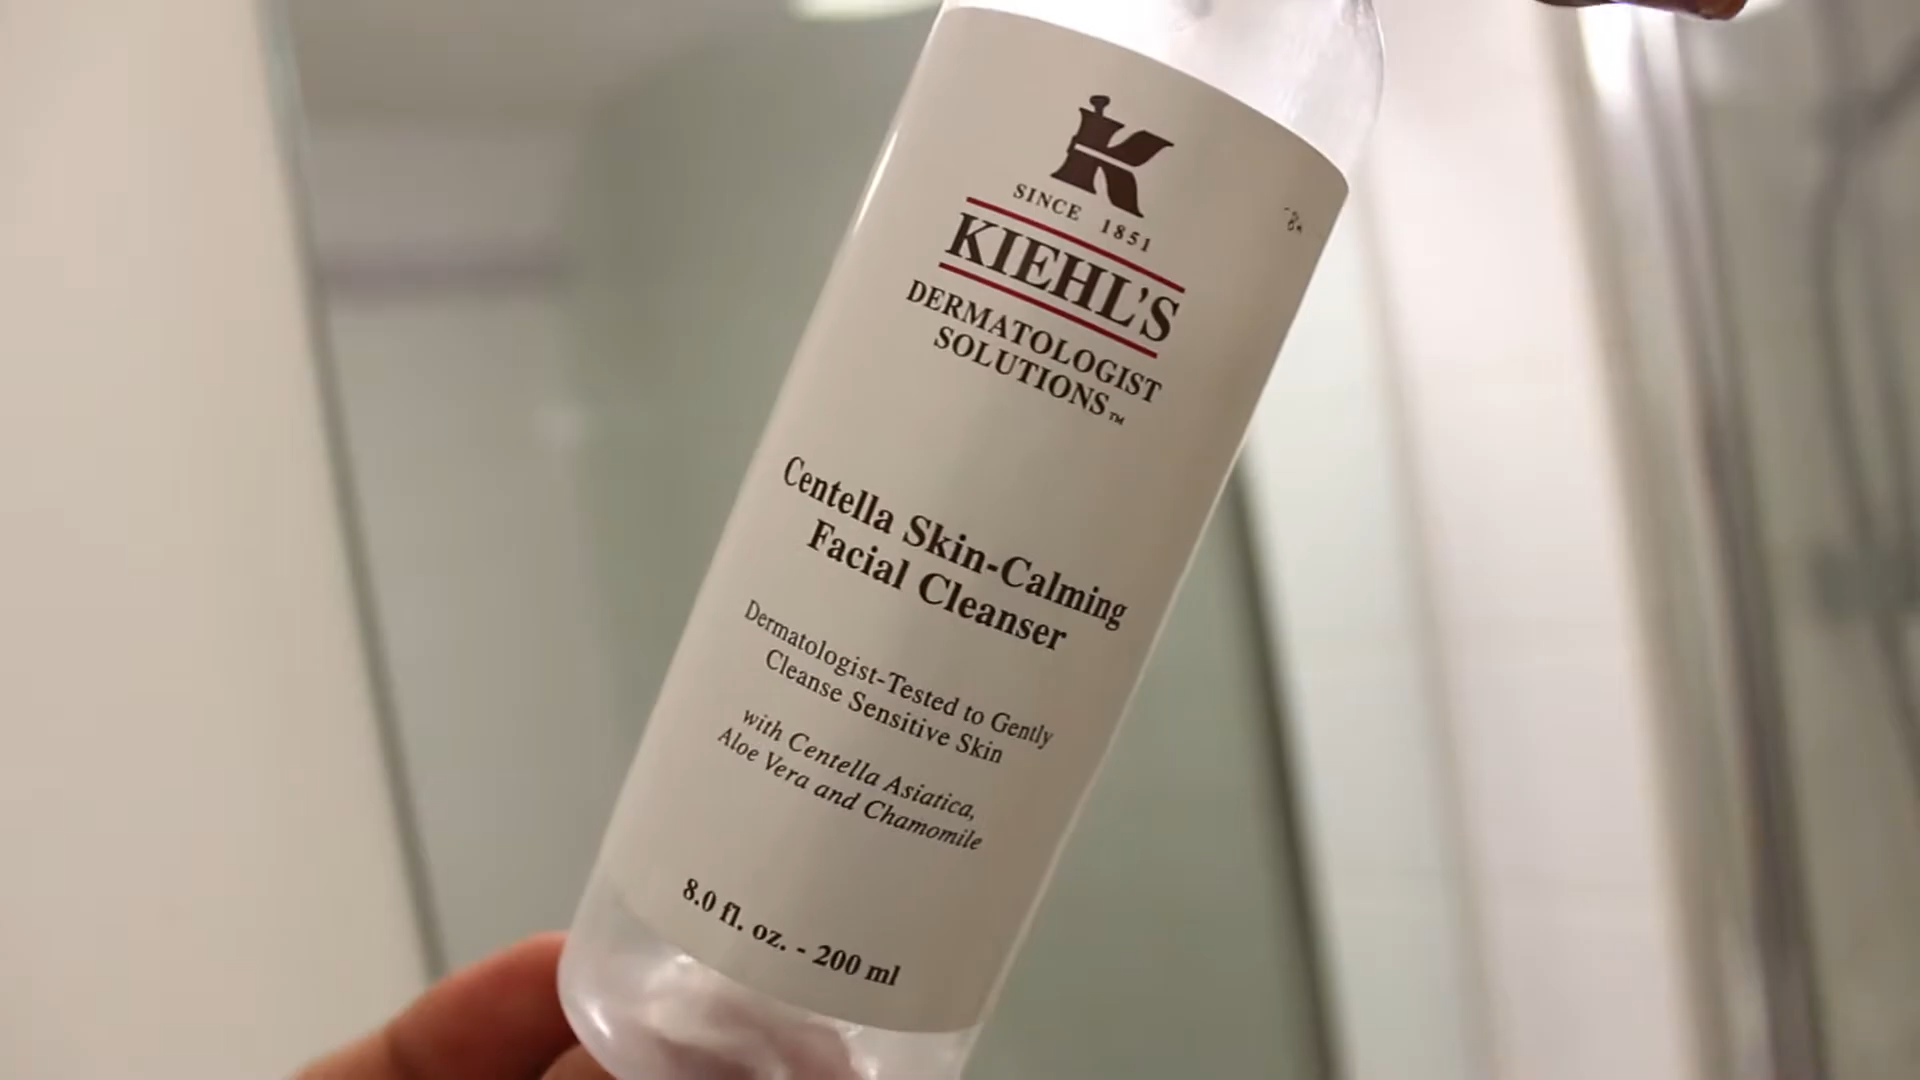 K
SINCE 1851
KIEHL'S
DERMATOLOGIST
SOLUTIONS™
Centella Skin-Calming
Facial Cleanser
Dermatologist-Tested to Gently
Cleanse Sensitive Skin
with Centella Asiatica,
Aloe Vera and Chamomile
8.0 fl. oz. - 200 ml